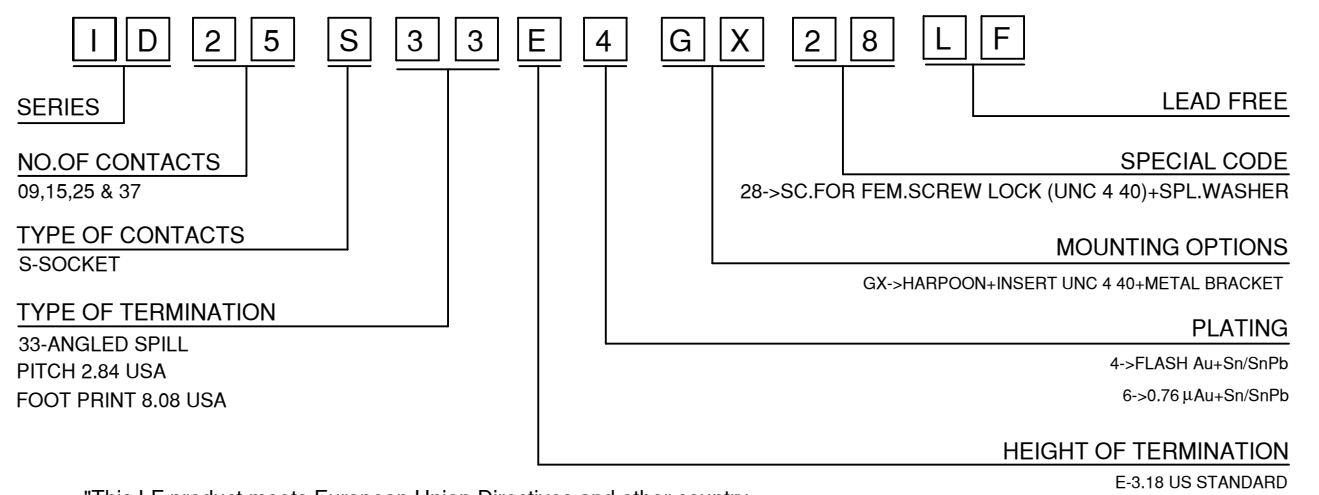 I D 2 5 S 3 3 E 4 G X 2 8 L F
SERIES
LEAD FREE
NO.OF CONTACTS
09,15,25 & 37
SPECIAL CODE
28->SC.FOR FEM.SCREW LOCK (UNC 4 40)+SPL.WASHER
TYPE OF CONTACTS
S-SOCKET
MOUNTING OPTIONS
GX->HARPOON+INSERT UNC 4 40+METAL BRACKET
TYPE OF TERMINATION
33-ANGLED SPILL
PITCH 2.84 USA
FOOT PRINT 8.08 USA
PLATING
4->FLASH Au+Sn/SnPb
6->0.76 µAu+Sn/SnPb
HEIGHT OF TERMINATION
E-3.18 US STANDARD
"This LF product meets European Union Directives and other country